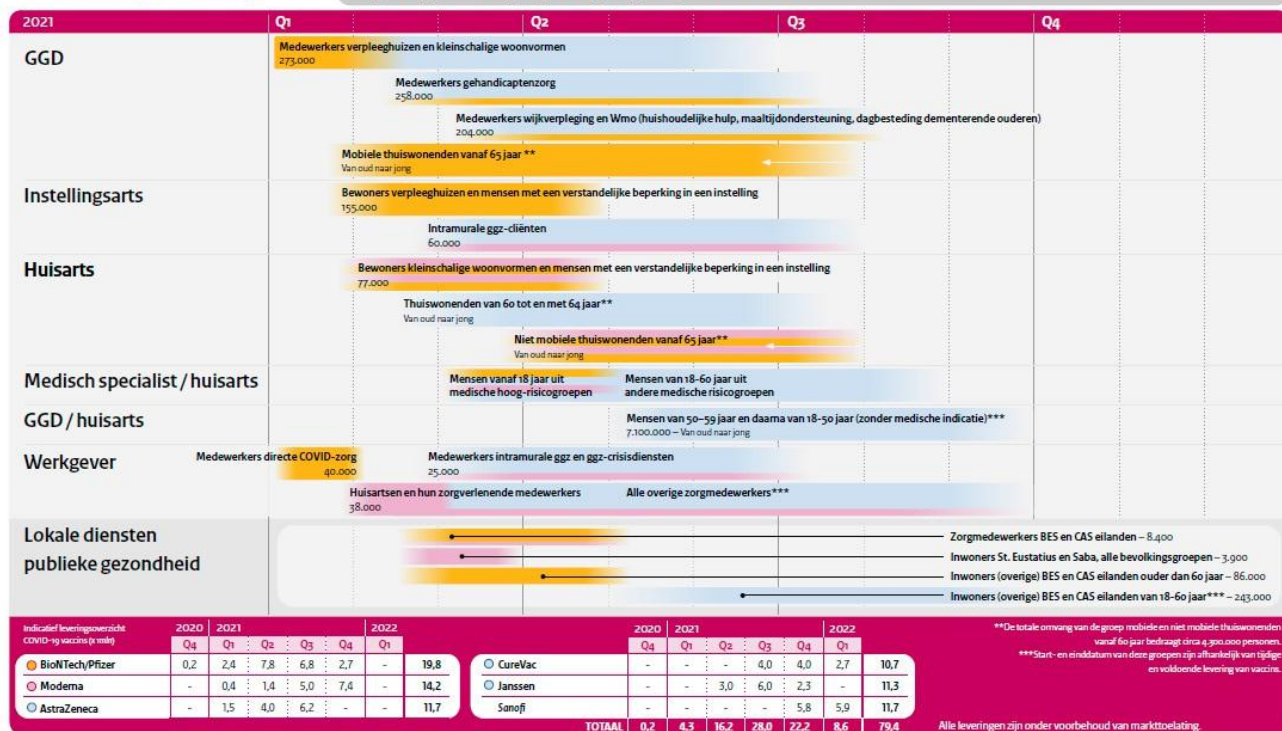 2021 Q1 Q2 Q3 Q4
GGD
Medewerkers verpleeghuizen en kleinschalige woonvormen
273.000
Medewerkers gehandicaptenzorg
258.000
Medewerkers wijkverpleging en Wmo (huishoudelijke hulp, maaltijdondersteuning, dagbesteding dementerende ouderen)
204.000
Mobiele thuiswonenden vanaf 65 jaar **
Van oud naar jong
Instellingsarts
Bewoners verpleeghuizen en mensen met een verstandelijke beperking in een instelling
155.000
Intramurale ggz-cliënten
60.000
Huisarts
Bewoners kleinschalige woonvormen en mensen met een verstandelijke beperking in een instelling
77.000
Thuiswonenden van 60 tot en met 64 jaar**
Van oud naar jong
Niet mobiele thuiswonenden vanaf 65 jaar**
Van oud naar jong
Medisch specialist / huisarts
Mensen vanaf 18 jaar uit
medische hoog-risicogroepen
Mensen van 18-60 jaar uit
andere medische risicogroepen
GGD / huisarts
Mensen van 50–59 jaar en daarna van 18-50 jaar (zonder medische indicatie)***
7.100.000 – Van oud naar jong
Werkgever
Medewerkers directe COVID-zorg
40.000
Medewerkers intramurale ggz en ggz-crisisdiensten
25.000
Huisartsen en hun zorgverlenende medewerkers
38.000
Alle overige zorgmedewerkers***
Lokale diensten
publieke gezondheid
Zorgmedewerkers BES en CAS eilanden – 8.400
Inwoners St. Eustatius en Saba, alle bevolkingsgroepen – 3.900
Inwoners (overige) BES en CAS eilanden ouder dan 60 jaar – 86.000
Inwoners (overige) BES en CAS eilanden van 18-60 jaar*** – 243.000
Indicatief leveringsoverzicht
COVID-19 vaccins (x 1mln)
2020 2021 2022
Q4 Q1 Q2 Q3 Q4 Q1
BioNTech/Pfizer 0,2 2,4 7,8 6,8 2,7 - 19,8
Moderna - 0,4 1,4 5,0 7,4 - 14,2
AstraZeneca - 1,5 4,0 6,2 - - 11,7
2020 2021 2022
Q4 Q1 Q2 Q3 Q4 Q1
CureVac - - - 4,0 4,0 2,7 10,7
Janssen - - 3,0 6,0 2,3 - 11,3
Sanofi - - - - 5,8 5,9 11,7
TOTAAL 0,2 4,3 16,2 28,0 22,2 8,6 79,4
**De totale omvang van de groep mobiele en niet mobiele thuiswonenden
vanaf 60 jaar bedraagt circa 4.300.000 personen.
***Start- en einddatum van deze groepen zijn afhankelijk van tijdige
en voldoende levering van vaccins.
Alle leveringen zijn onder voorbehoud van markttoelating.